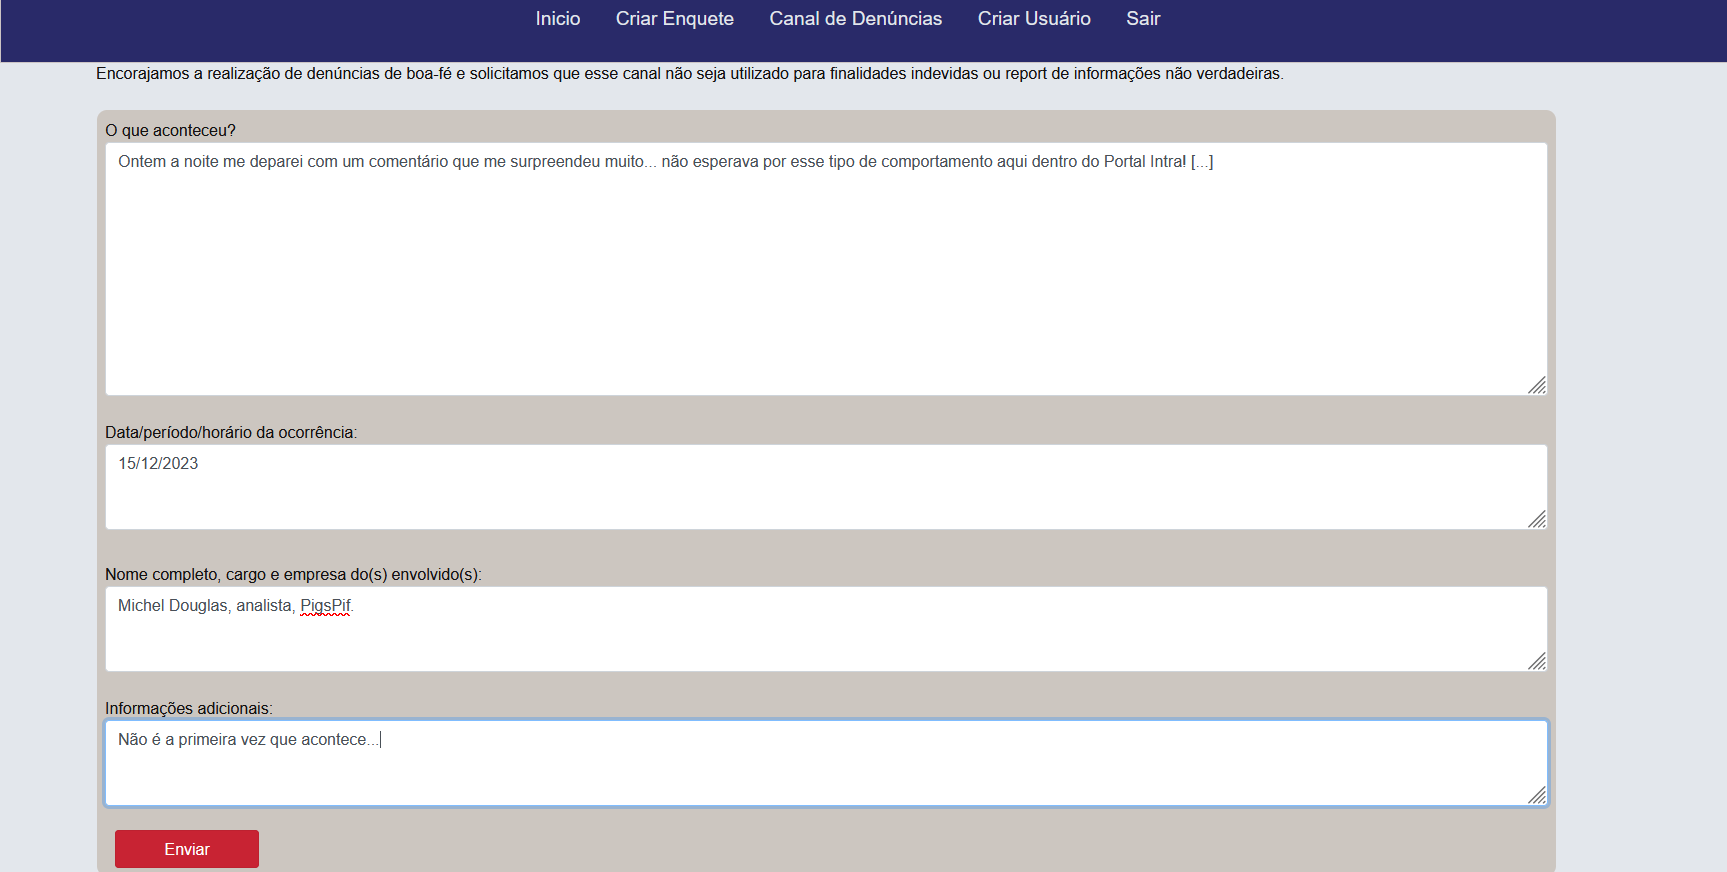 Inicio Criar Enquete Canal de Denúncias Criar Usuário Sair
Encorajamos a realização de denúncias de boa-fé e solicitamos que esse canal não seja utilizado para finalidades indevidas ou report de informações não verdadeiras.
O que aconteceu?
Ontem a noite me deparei com um comentário que me surpreendeu muito... não esperava por esse tipo de comportamento aqui dentro do Portal Intra! [...]
Data/período/horário da ocorrência:
15/12/2023
Nome completo, cargo e empresa do(s) envolvido(s):
Michel Douglas, analista, PigsPif.
Informações adicionais:
Não é a primeira vez que acontece...
Enviar